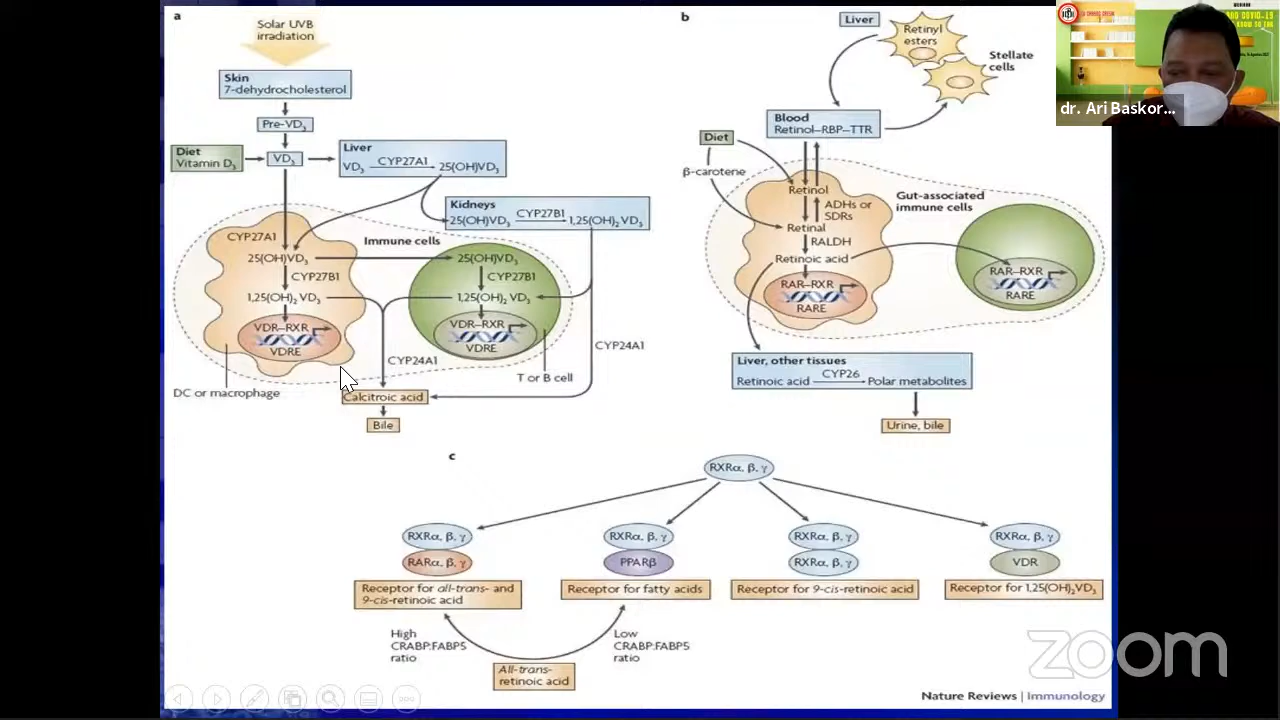 a
Solar UVB
irradiation
Skin
7-dehydrocholesterol
Pre-VD₃
Diet
Vitamin D₃
VD₃
Liver
VD₃ CYP27A1 25(OH)VD₃
Kidneys
25(OH)VD₃ CYP27B1 1,25(OH)₂ VD₃
CYP27A1
Immune cells
25(OH)VD₃
25(OH)VD₃
CYP27B1
CYP27B1
1,25(OH)₂ VD₃
1,25(OH)₂ VD₃
VDR–RXR
VDRE
VDR–RXR
VDRE
CYP24A1
CYP24A1
T or B cell
DC or macrophage
Calcitroic acid
Bile
b
Liver
Retinyl
esters
Stellate
cells
Blood
Retinol–RBP–TTR
Diet
β-carotene
Retinol
ADHs or
SDRs
Retinal
RALDH
Retinoic acid
RAR–RXR
RARE
Gut-associated
immune cells
RAR–RXR
RARE
Liver, other tissues
Retinoic acid CYP26 Polar metabolites
Urine, bile
c
RXRα, β, γ
RXRα, β, γ
RARα, β, γ
Receptor for all-trans- and
9-cis-retinoic acid
RXRα, β, γ
PPARβ
Receptor for fatty acids
RXRα, β, γ
RXRα, β, γ
Receptor for 9-cis-retinoic acid
RXRα, β, γ
VDR
Receptor for 1,25(OH)₂VD₃
High
CRABP:FABP5
ratio
Low
CRABP:FABP5
ratio
All-trans-
retinoic acid
Nature Reviews | Immunology
zoom
dr. Ari Baskor...